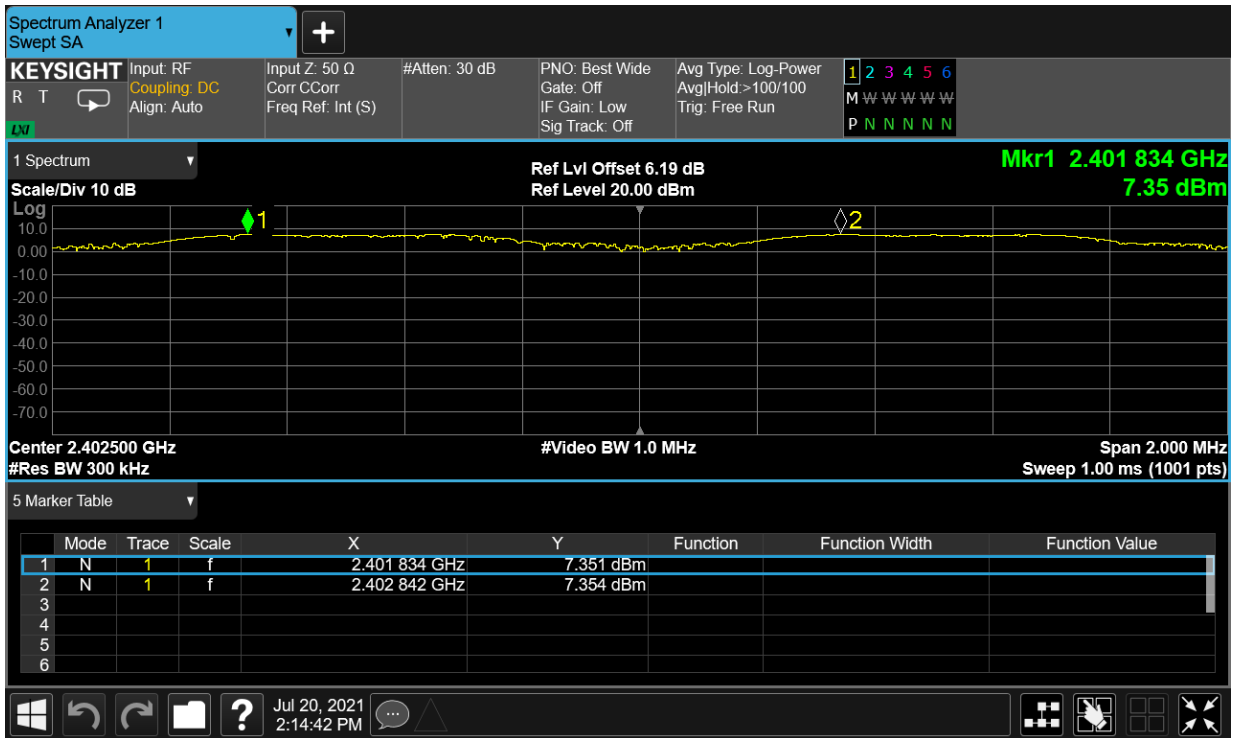 Spectrum Analyzer 1
Swept SA
KEYSIGHT
R T
LXI
Input: RF
Coupling: DC
Align: Auto
Input Z: 50 Ω
Corr CCorr
Freq Ref: Int (S)
#Atten: 30 dB
PNO: Best Wide
Gate: Off
IF Gain: Low
Sig Track: Off
Avg Type: Log-Power
Avg|Hold:>100/100
Trig: Free Run
1 2 3 4 5 6
M W W W W W
P N N N N N
1 Spectrum
Scale/Div 10 dB
Ref Lvl Offset 6.19 dB
Ref Level 20.00 dBm
Mkr1 2.401 834 GHz
7.35 dBm
Log
10.0
0.00
-10.0
-20.0
-30.0
-40.0
-50.0
-60.0
-70.0
1
2
Center 2.402500 GHz
#Res BW 300 kHz
#Video BW 1.0 MHz
Span 2.000 MHz
Sweep 1.00 ms (1001 pts)
5 Marker Table
Mode Trace Scale X Y Function Function Width Function Value
1 N 1 f 2.401 834 GHz 7.351 dBm
2 N 1 f 2.402 842 GHz 7.354 dBm
3
4
5
6
?
Jul 20, 2021
2:14:42 PM